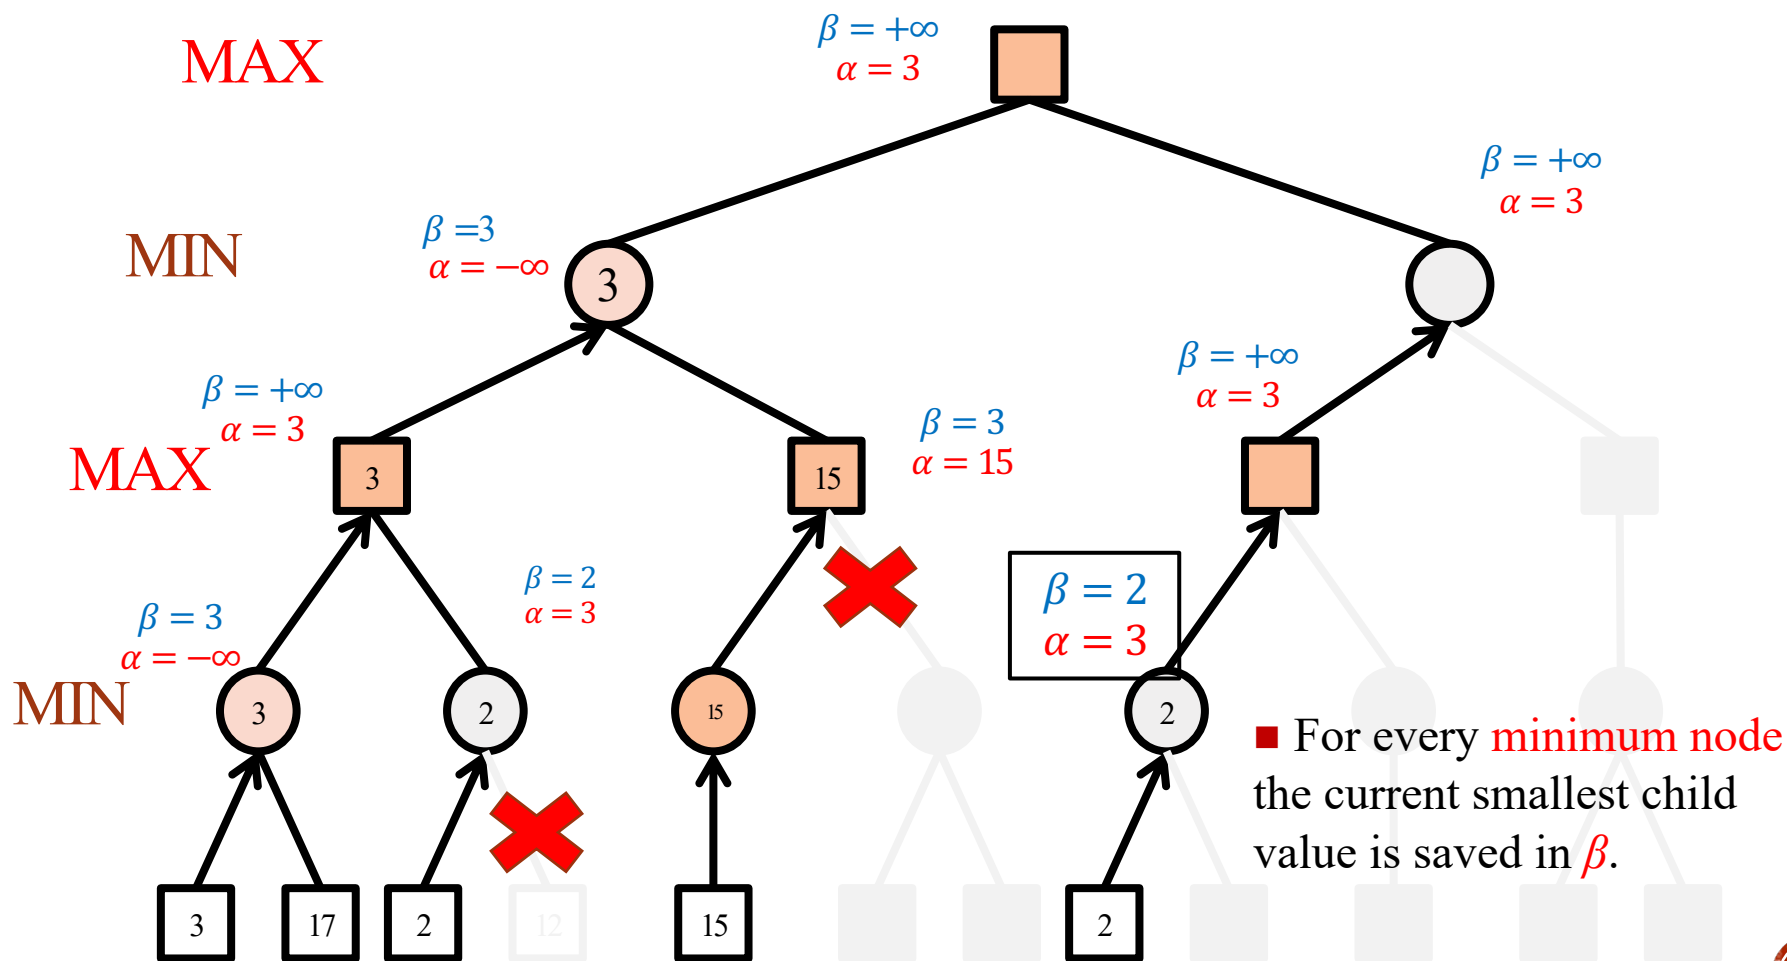 β = +∞
MAX
α = 3
β = +∞
α = 3
β =3
MIN
α = −∞
3
β = +∞
α = 3
β = +∞
α = 3
β = 3
MAX
α = 15
3
15
β = 2
α = 3
β = 2
α = 3
β = 3
α = −∞
MIN
3
2
15
2
■ For every minimum node
the current smallest child
value is saved in β.
3
17
2
12
15
2